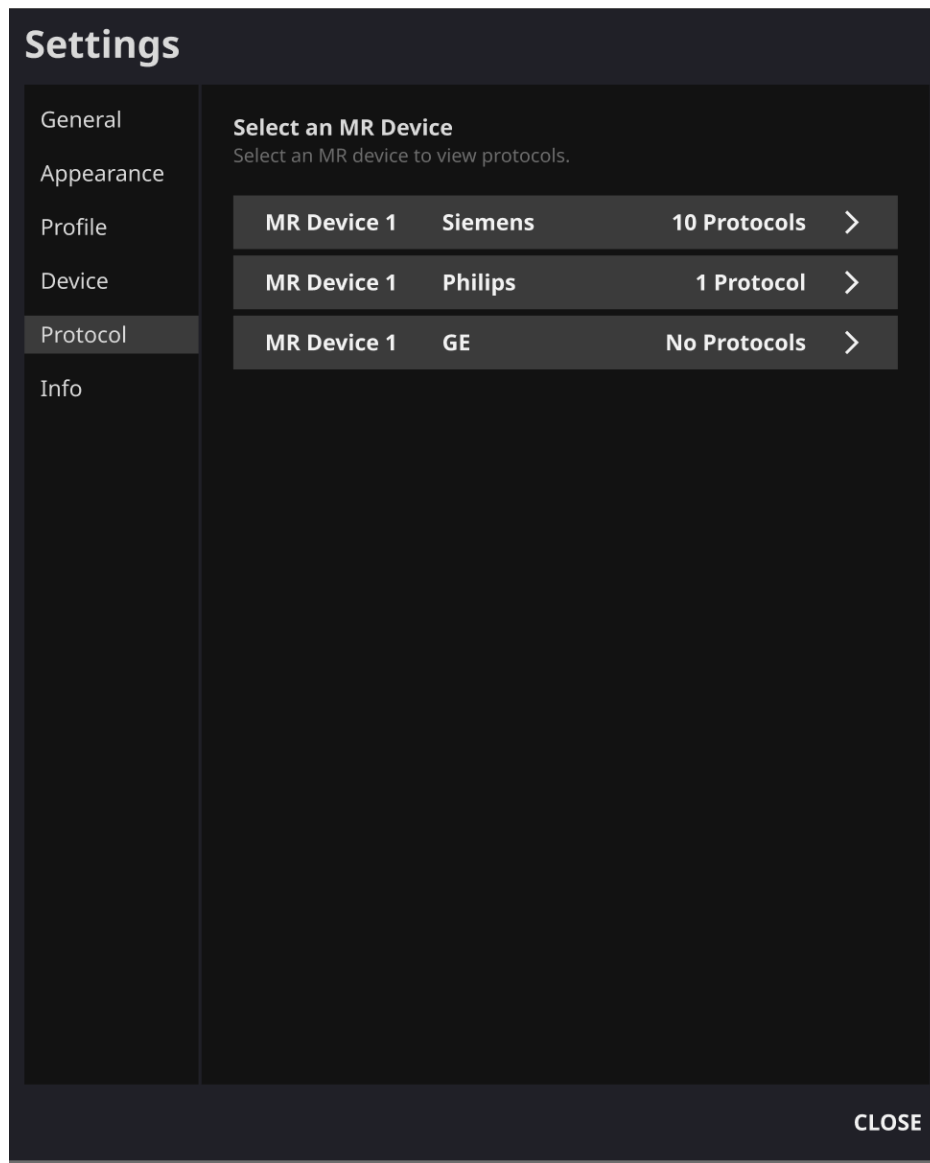 Settings
General
Appearance
Profile
Device
Protocol
Info
Select an MR Device
Select an MR device to view protocols.
MR Device 1 Siemens 10 Protocols
MR Device 1 Philips 1 Protocol
MR Device 1 GE No Protocols
CLOSE